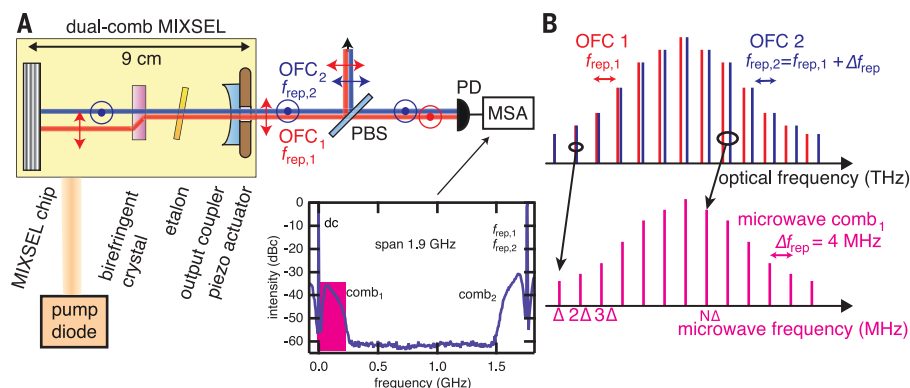 A
dual-comb MIXSEL
9 cm
OFC2
frep,2
OFC1
frep,1
PBS
PD
MSA
MIXSEL chip
birefringent
crystal
etalon
output coupler
piezo actuator
pump
diode
intensity (dBc)
0
-10
-20
-30
-40
-50
-60
dc
span 1.9 GHz
frep,1
frep,2
comb1
comb2
0.0
0.5
1.0
1.5
frequency (GHz)
B
OFC 1
frep,1
OFC 2
frep,2=frep,1 + Δfrep
optical frequency (THz)
microwave comb1
Δfrep = 4 MHz
Δ 2Δ 3Δ
NΔ
microwave frequency (MHz)